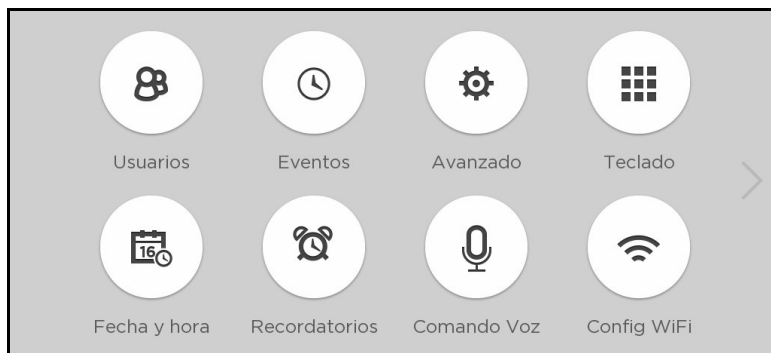 Usuarios Eventos Avanzado Teclado
16
Fecha y hora Recordatorios Comando Voz Config WiFi